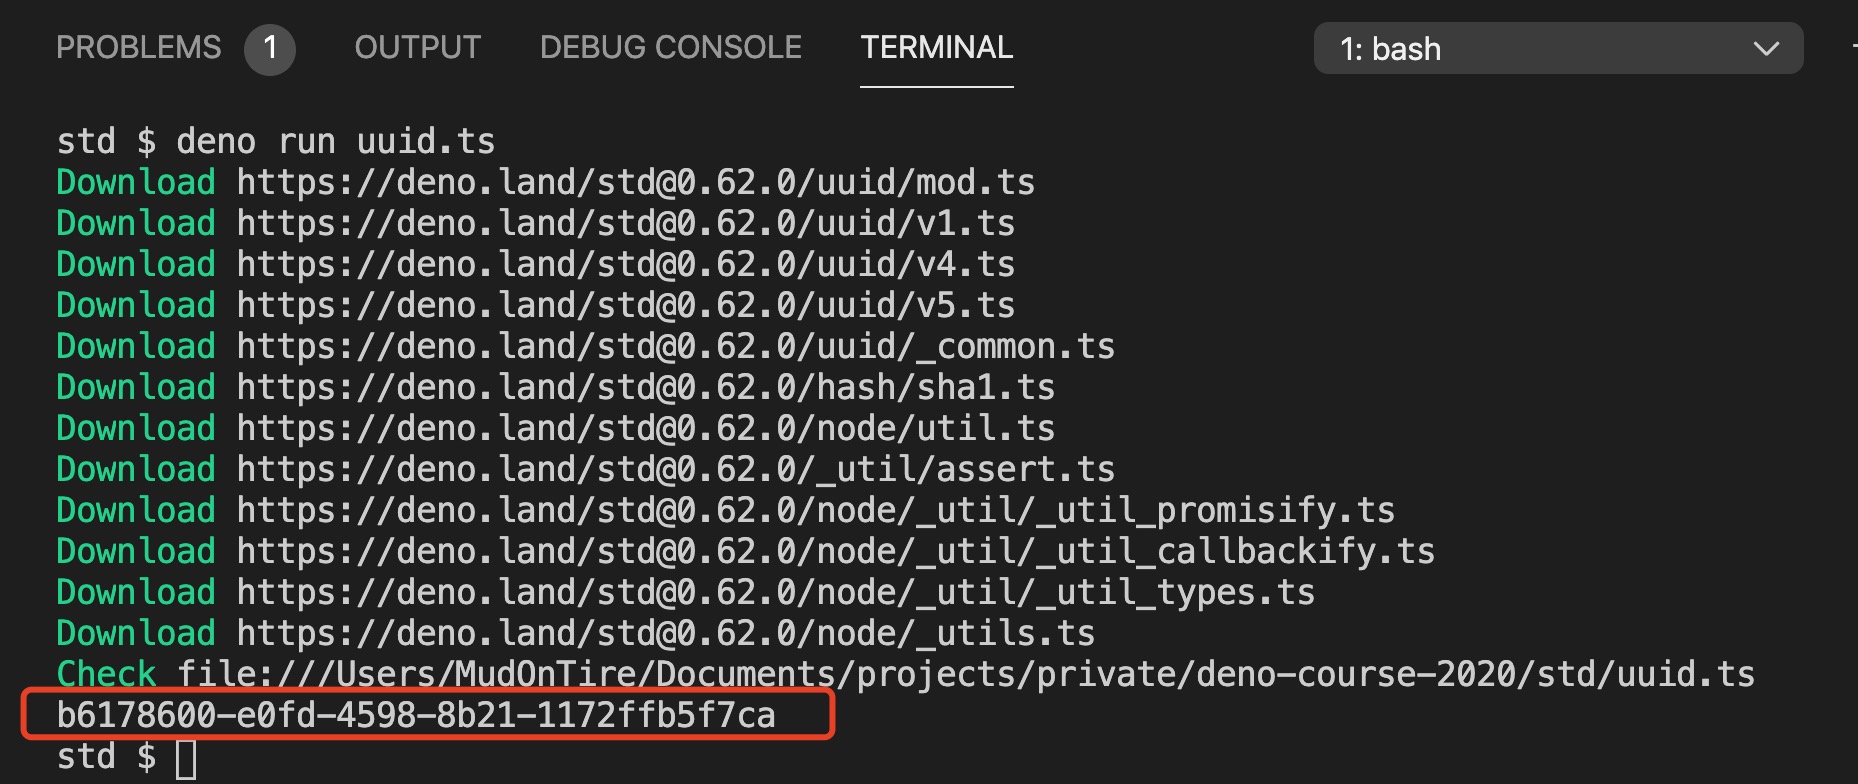 PROBLEMS 1 OUTPUT DEBUG CONSOLE TERMINAL 1: bash
std $ deno run uuid.ts
Download https://deno.land/std@0.62.0/uuid/mod.ts
Download https://deno.land/std@0.62.0/uuid/v1.ts
Download https://deno.land/std@0.62.0/uuid/v4.ts
Download https://deno.land/std@0.62.0/uuid/v5.ts
Download https://deno.land/std@0.62.0/uuid/_common.ts
Download https://deno.land/std@0.62.0/hash/sha1.ts
Download https://deno.land/std@0.62.0/node/util.ts
Download https://deno.land/std@0.62.0/_util/assert.ts
Download https://deno.land/std@0.62.0/node/_util/_util_promisify.ts
Download https://deno.land/std@0.62.0/node/_util/_util_callbackify.ts
Download https://deno.land/std@0.62.0/node/_util/_util_types.ts
Download https://deno.land/std@0.62.0/node/_utils.ts
Check file:///Users/MudOnTire/Documents/projects/private/deno-course-2020/std/uuid.ts
b6178600-e0fd-4598-8b21-1172ffb5f7ca
std $